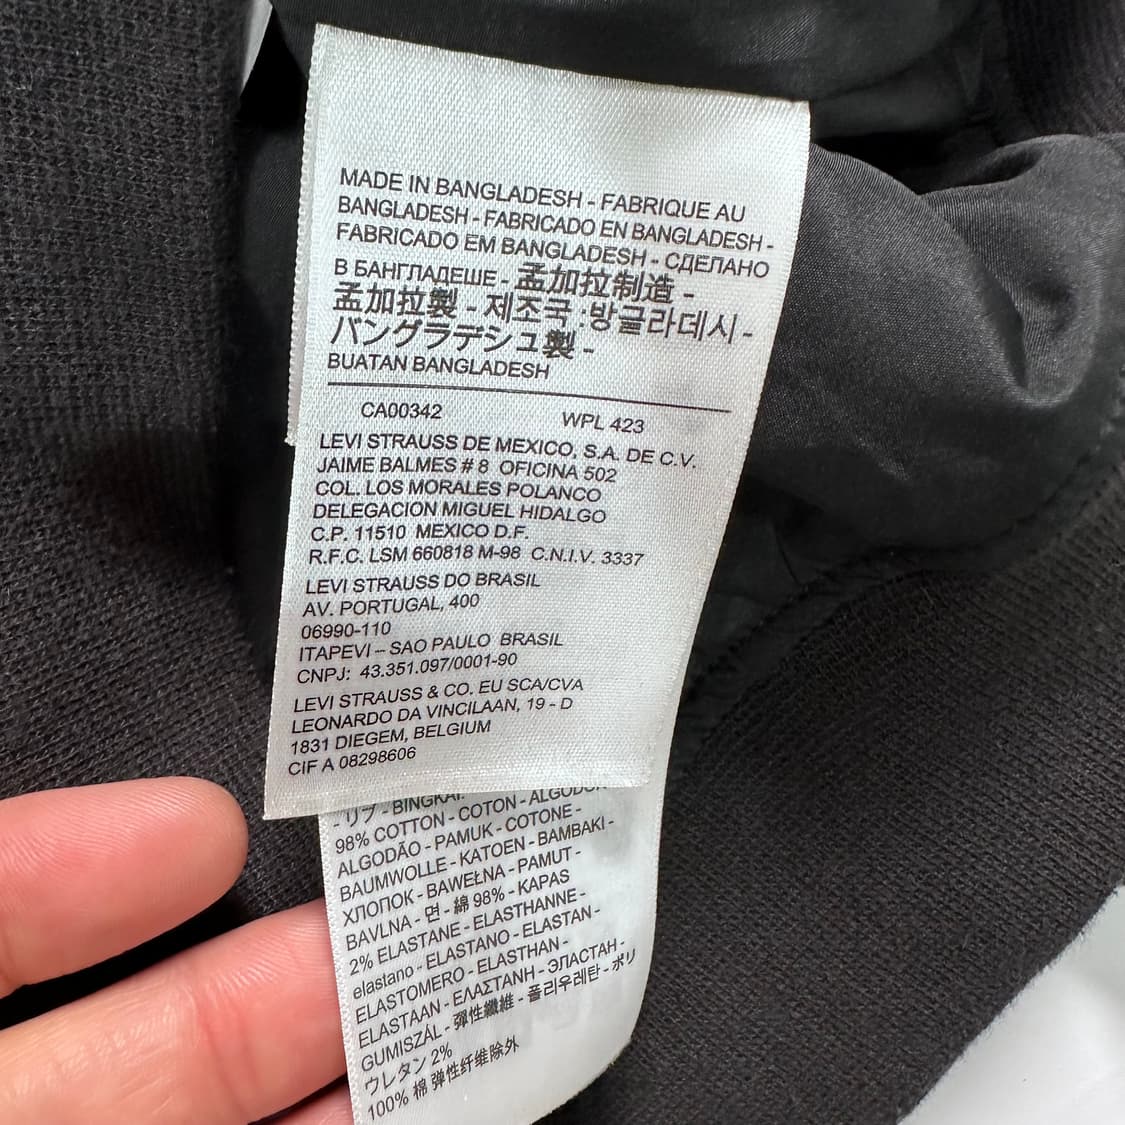 MADE IN BANGLADESH - FABRIQUE AU
BANGLADESH - FABRICADO EN BANGLADESH -
FABRICADO EM BANGLADESH - СДЕЛАНО
В БАНГЛАДЕШЕ - 孟加拉制造 -
孟加拉製 - 제조국 :방글라데시 -
バングラデシュ製 -
BUATAN BANGLADESH
CA00342 WPL 423
LEVI STRAUSS DE MEXICO, S.A. DE C.V.
JAIME BALMES # 8 OFICINA 502
COL. LOS MORALES POLANCO
DELEGACION MIGUEL HIDALGO
C.P. 11510 MEXICO D.F.
R.F.C. LSM 660818 M-98 C.N.I.V. 3337
LEVI STRAUSS DO BRASIL
AV. PORTUGAL, 400
06990-110
ITAPEVI – SAO PAULO BRASIL
CNPJ: 43.351.097/0001-90
LEVI STRAUSS & CO. EU SCA/CVA
LEONARDO DA VINCILAAN, 19 - D
1831 DIEGEM, BELGIUM
CIF A 08298606
- リブ - BINGKAI:
98% COTTON - COTON - ALGODÓN
ALGODÃO - PAMUK - COTONE -
BAUMWOLLE - KATOEN - BAMBAKI -
ХЛОПОК - BAWEŁNA - PAMUT -
BAVLNA - 면 - 綿 98% - KAPAS
2% ELASTANE - ELASTHANNE -
elastano - ELASTANO - ELASTAN -
ELASTOMERO - ELASTHAN -
ELASTAAN - ΕΛΑΣΤΑΝΗ - ЭЛАСТАН -
GUMISZÁL - 弹性纖維 - 폴리우레탄 - ポリ
ウレタン 2%
100% 棉 弹性纤维除外